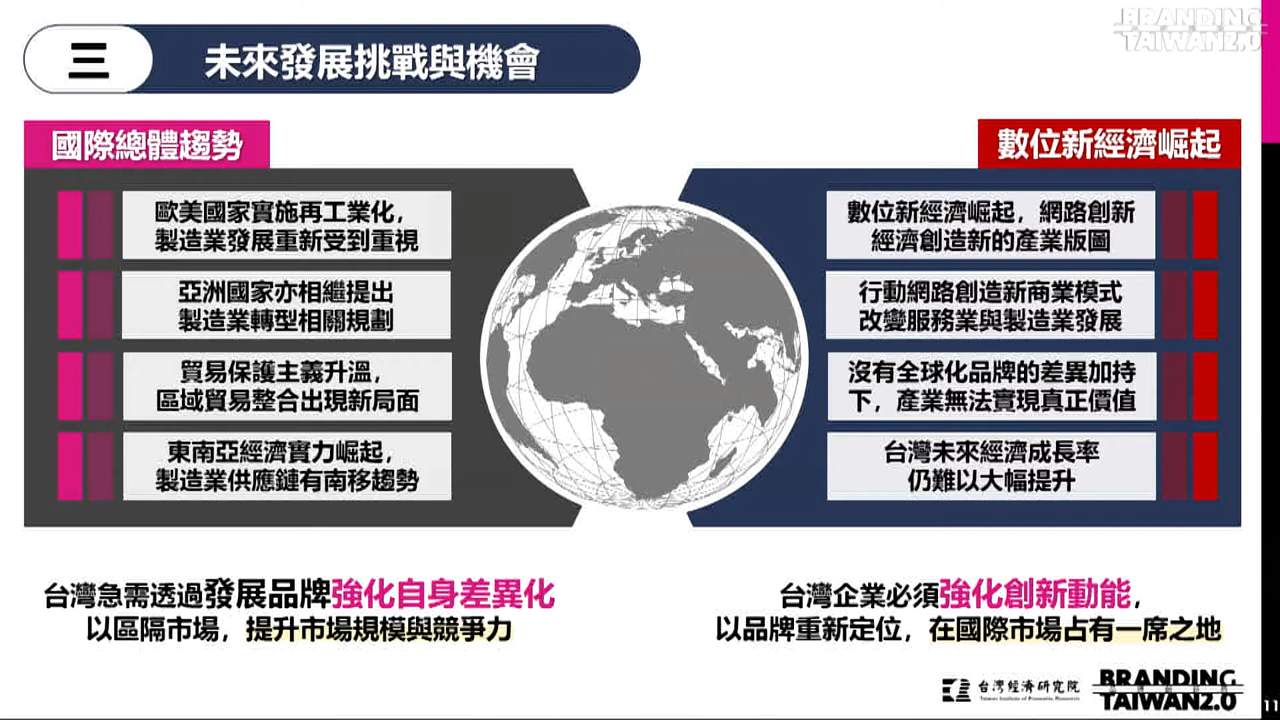 BRANDING
TAIWAN2.0
三
未來發展挑戰與機會
國際總體趨勢
歐美國家實施再工業化，
製造業發展重新受到重視
亞洲國家亦相繼提出
製造業轉型相關規劃
貿易保護主義升溫，
區域貿易整合出現新局面
東南亞經濟實力崛起，
製造業供應鏈有南移趨勢
數位新經濟崛起
數位新經濟崛起，網路創新
經濟創造新的產業版圖
行動網路創造新商業模式
改變服務業與製造業發展
沒有全球化品牌的差異加持
下，產業無法實現真正價值
台灣未來經濟成長率
仍難以大幅提升
台灣急需透過發展品牌強化自身差異化
以區隔市場，提升市場規模與競爭力
台灣企業必須強化創新動能，
以品牌重新定位，在國際市場占有一席之地
台灣經濟研究院
Taiwan Institute of Economic Research
BRANDING
TAIWAN2.0
11